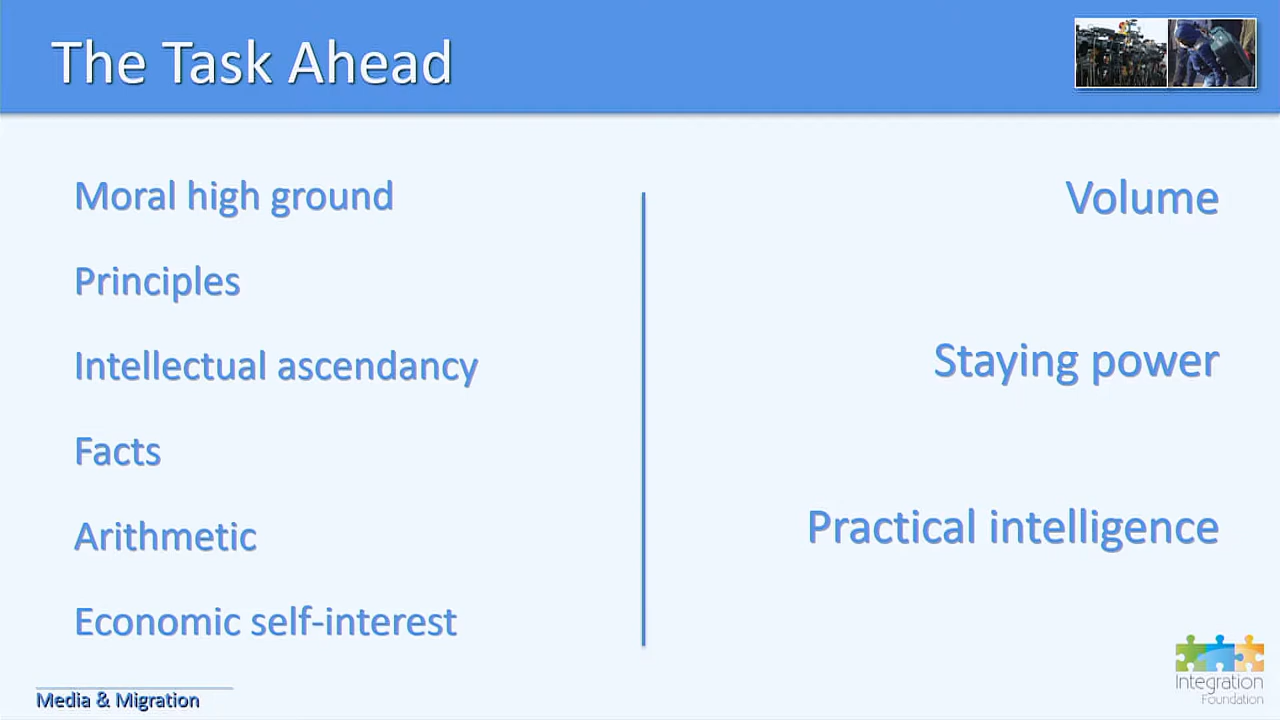 The Task Ahead
Moral high ground
Principles
Intellectual ascendancy
Facts
Arithmetic
Economic self-interest
Volume
Staying power
Practical intelligence
Media & Migration
Integration
Foundation